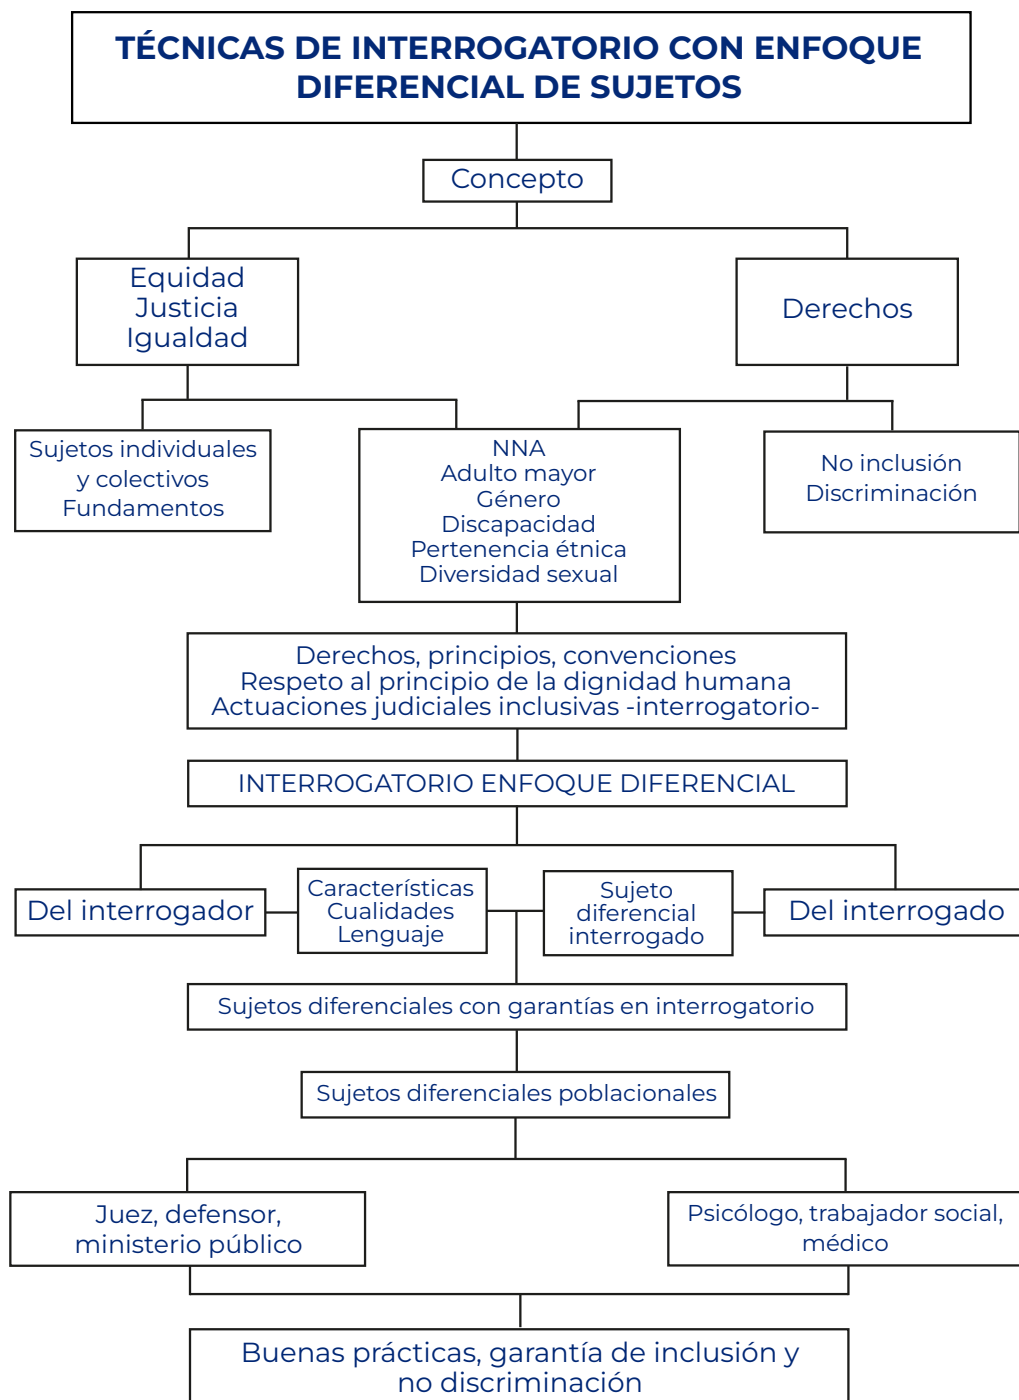 TÉCNICAS DE INTERROGATORIO CON ENFOQUE
DIFERENCIAL DE SUJETOS
Concepto
Equidad
Justicia
Igualdad
Derechos
Sujetos individuales
y colectivos
Fundamentos
NNA
Adulto mayor
Género
Discapacidad
Pertenencia étnica
Diversidad sexual
No inclusión
Discriminación
Derechos, principios, convenciones
Respeto al principio de la dignidad humana
Actuaciones judiciales inclusivas -interrogatorio-
INTERROGATORIO ENFOQUE DIFERENCIAL
Del interrogador
Características
Cualidades
Lenguaje
Sujeto
diferencial
interrogado
Del interrogado
Sujetos diferenciales con garantías en interrogatorio
Sujetos diferenciales poblacionales
Juez, defensor,
ministerio público
Psicólogo, trabajador social,
médico
Buenas prácticas, garantía de inclusión y
no discriminación